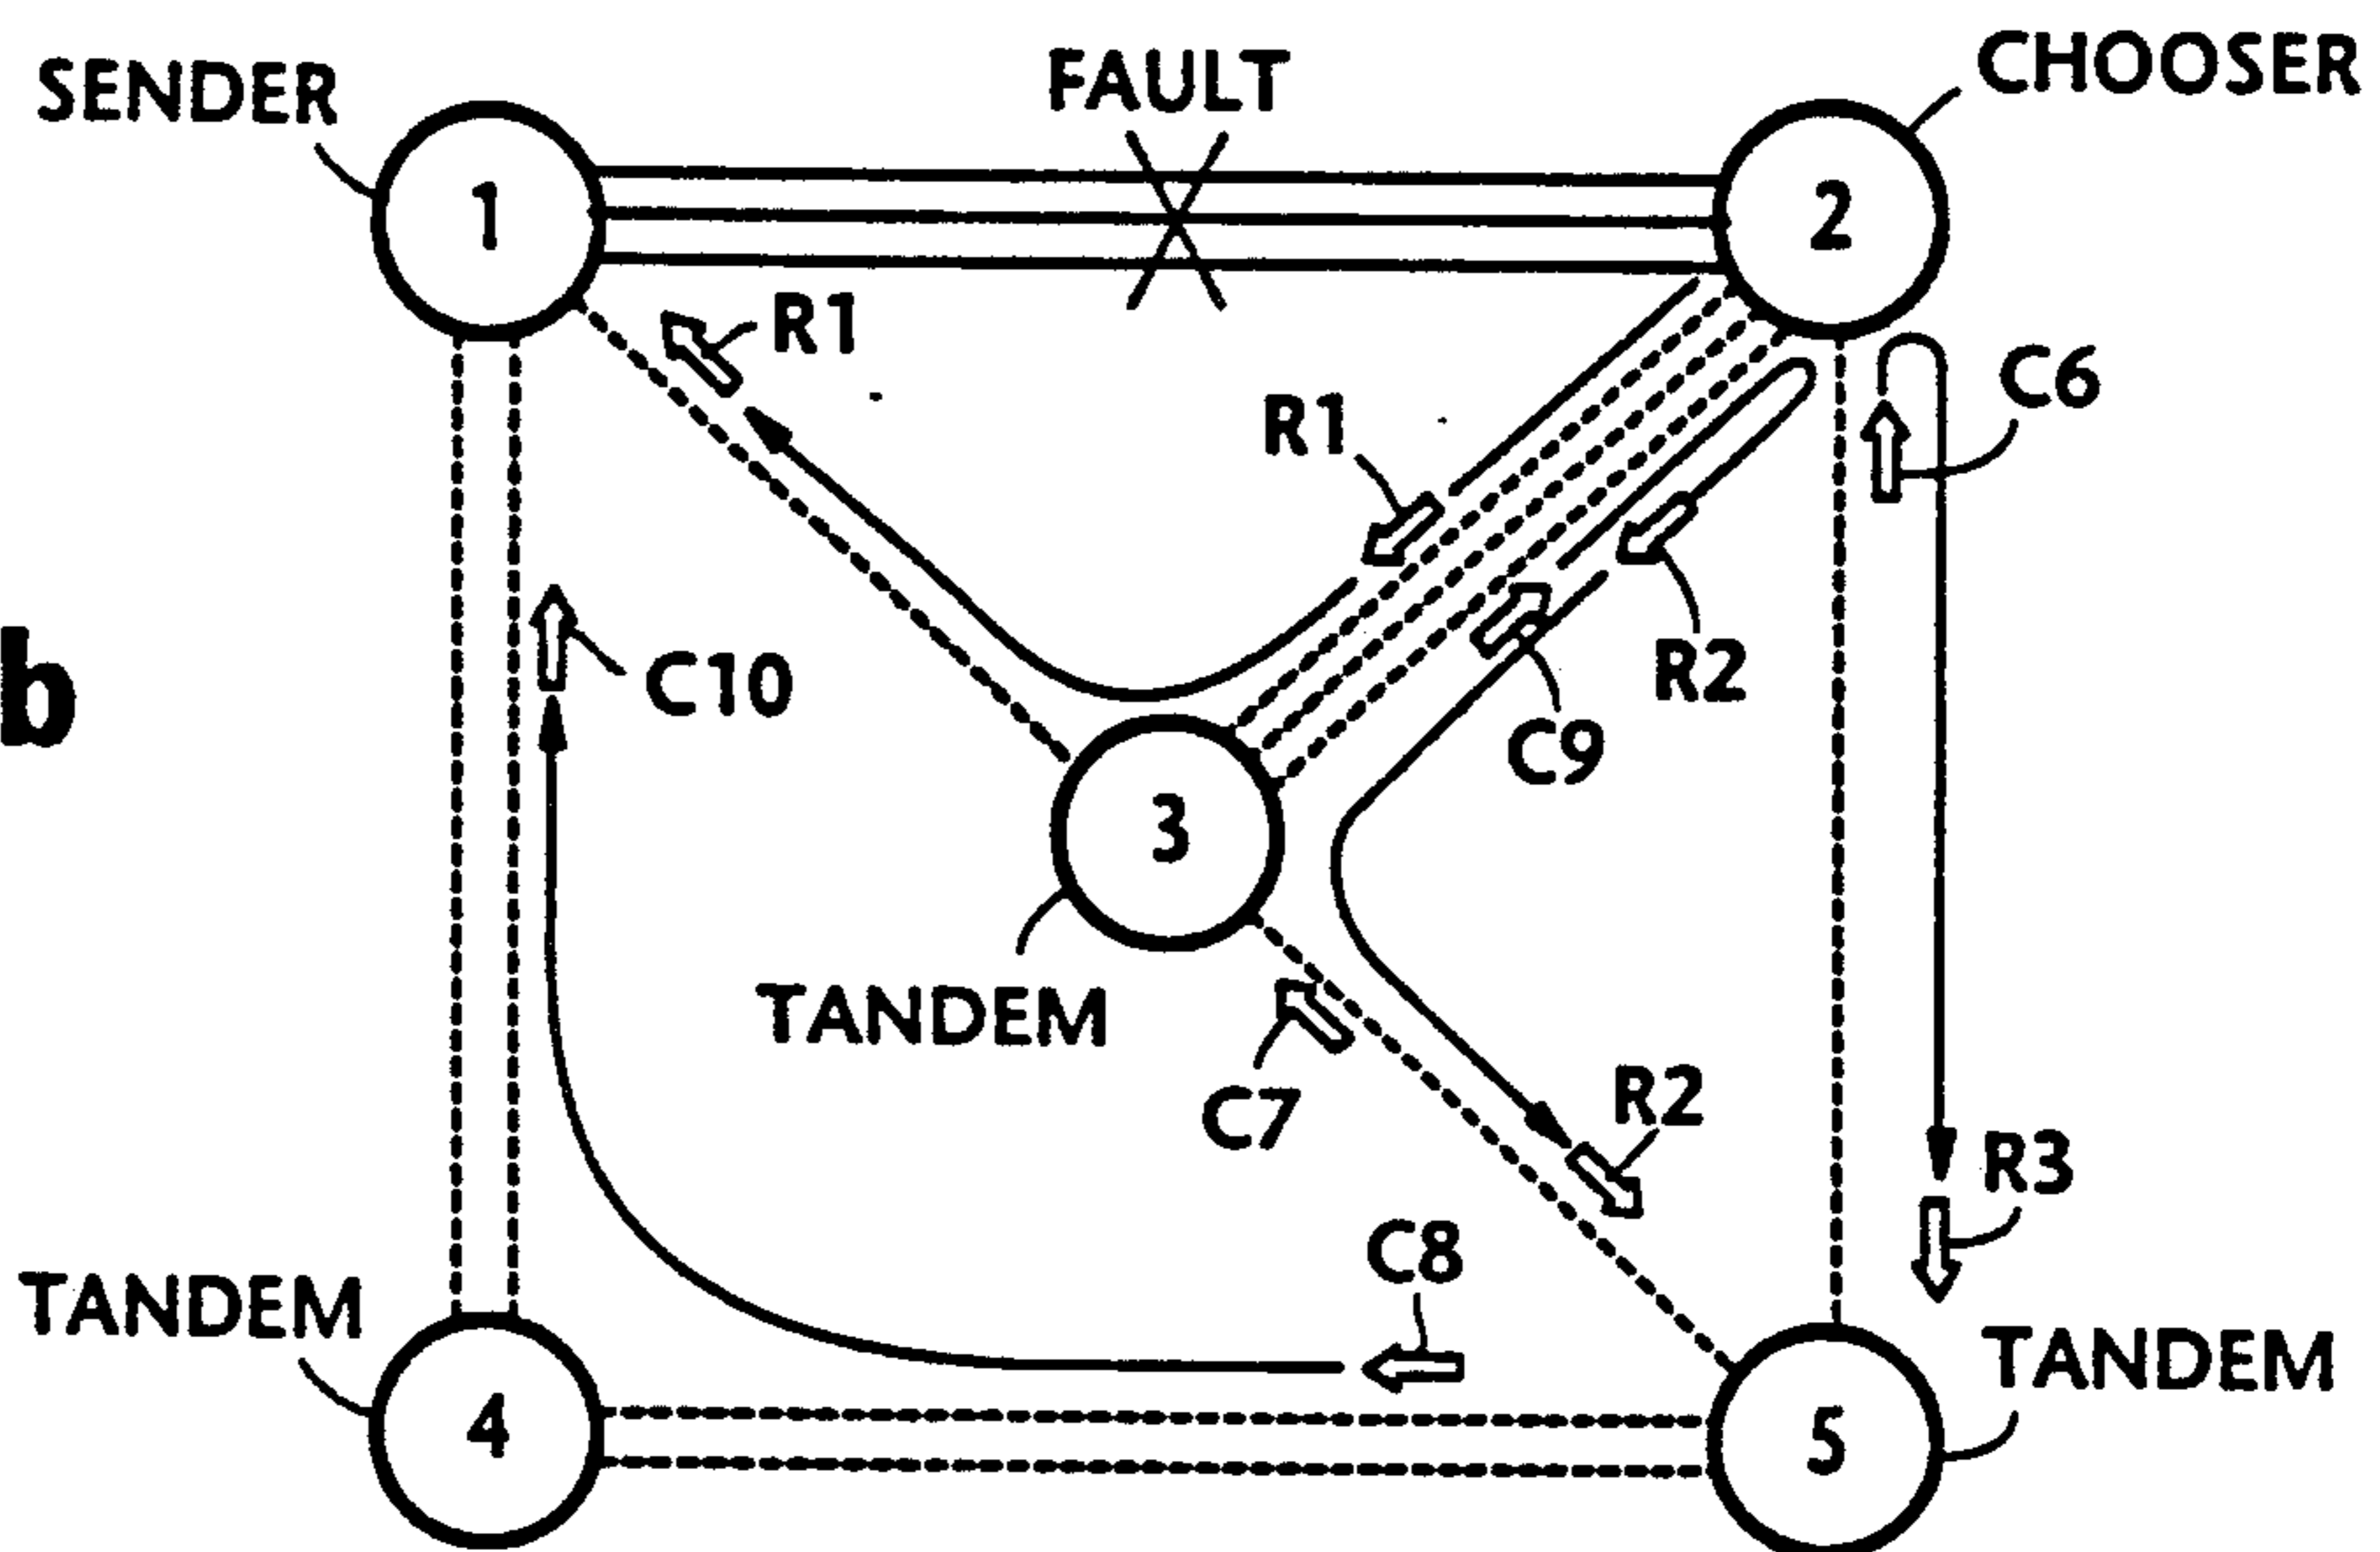 SENDER
FAULT
CHOOSER
1
2
R1
C6
R1
b
C10
R2
C9
3
TANDEM
C7
R2
R3
C8
TANDEM
TANDEM
4
5